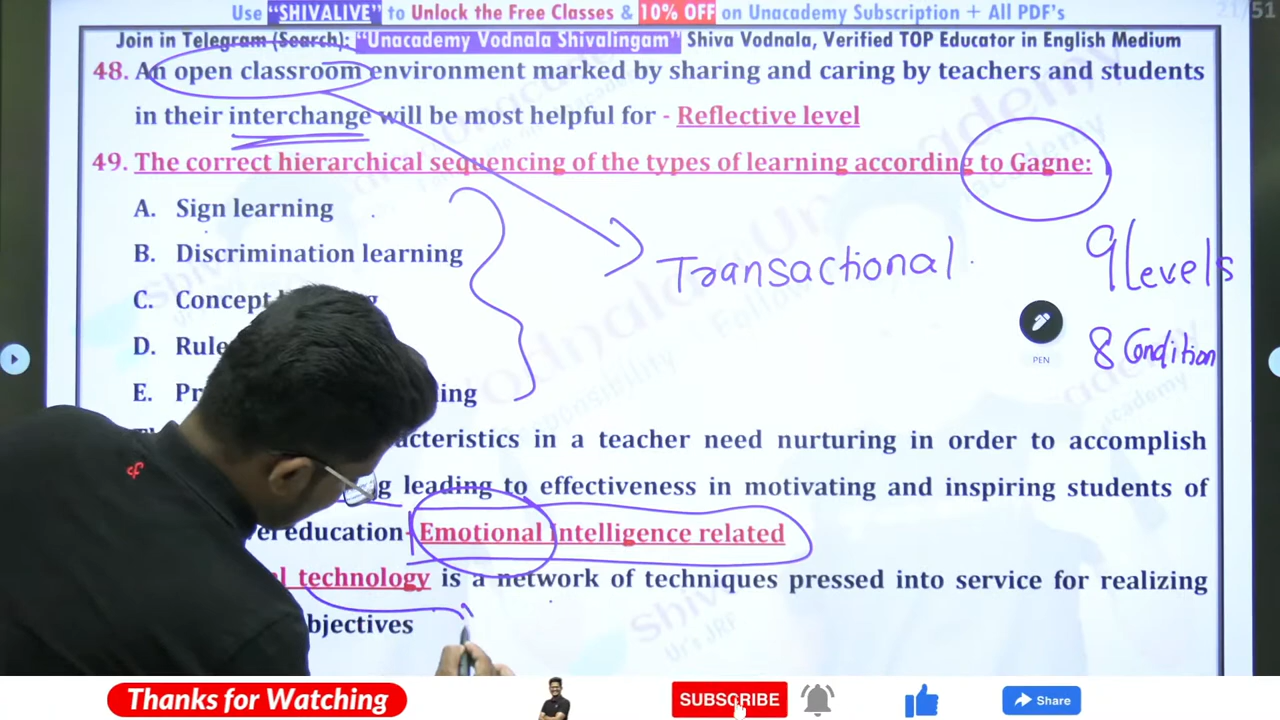 Use "SHIVALIVE" to Unlock the Free Classes & 10% OFF on Unacademy Subscription + All PDF's
21/51
Join in Telegram (Search): "Unacademy Vodnala Shivalingam" Shiva Vodnala, Verified TOP Educator in English Medium
48. An open classroom environment marked by sharing and caring by teachers and students
in their interchange will be most helpful for - Reflective level
49. The correct hierarchical sequencing of the types of learning according to Gagne:
A. Sign learning
B. Discrimination learning
C. Concept
D. Rule
E.
Transactional
9 Levels
8 Condition
PEN
in a teacher need nurturing in order to accomplish
leading to effectiveness in motivating and inspiring students of
education - Emotional Intelligence related
technology is a network of techniques pressed into service for realizing
Thanks for Watching
SUBSCRIBE
Share